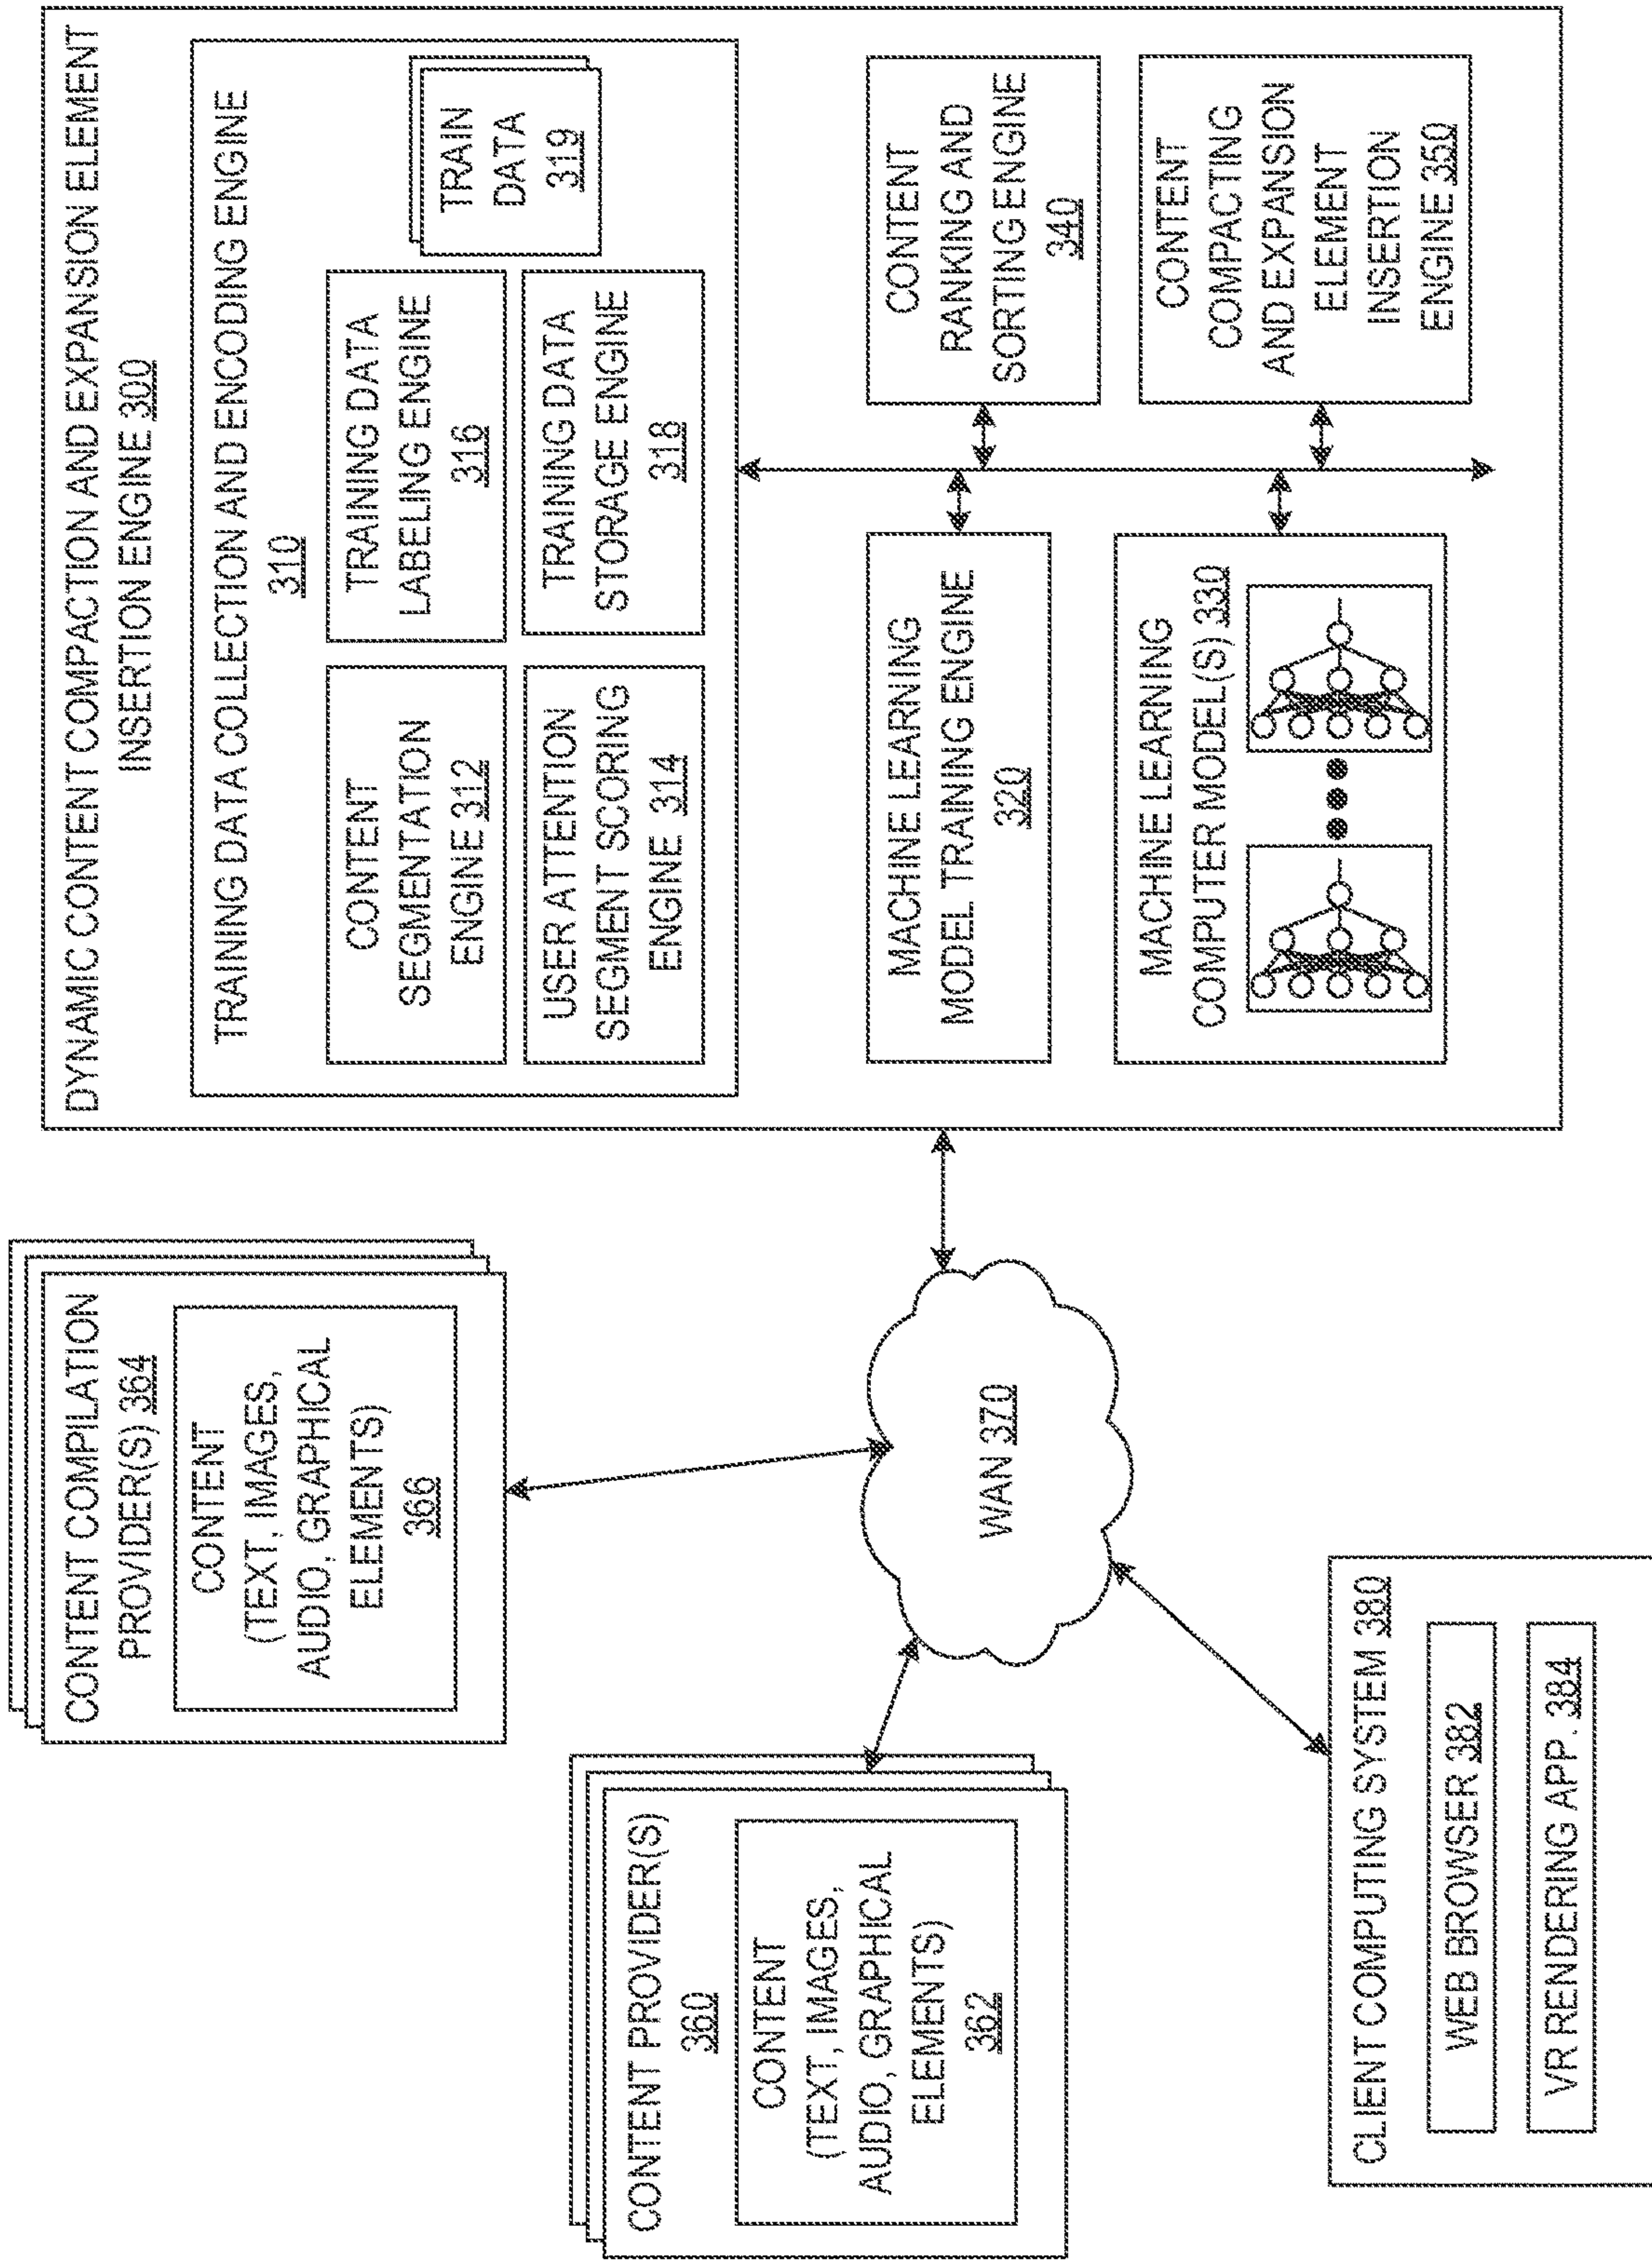 DYNAMIC CONTENT COMPACTION AND EXPANSION ELEMENT
INSERTION ENGINE 300
TRAINING DATA COLLECTION AND ENCODING ENGINE
310
CONTENT
SEGMENTATION
ENGINE 312
TRAINING DATA
LABELING ENGINE
316
TRAIN
DATA
319
USER ATTENTION
SEGMENT SCORING
ENGINE 314
TRAINING DATA
STORAGE ENGINE
318
MACHINE LEARNING
MODEL TRAINING ENGINE
320
CONTENT
RANKING AND
SORTING ENGINE
340
MACHINE LEARNING
COMPUTER MODEL(S) 330
CONTENT
COMPACTING
AND EXPANSION
ELEMENT
INSERTION
ENGINE 350
CONTENT COMPILATION
PROVIDER(S) 364
CONTENT
(TEXT, IMAGES,
AUDIO, GRAPHICAL
ELEMENTS)
366
CONTENT PROVIDER(S)
360
CONTENT
(TEXT, IMAGES,
AUDIO, GRAPHICAL
ELEMENTS)
362
WAN 370
CLIENT COMPUTING SYSTEM 380
WEB BROWSER 382
VR RENDERING APP. 384